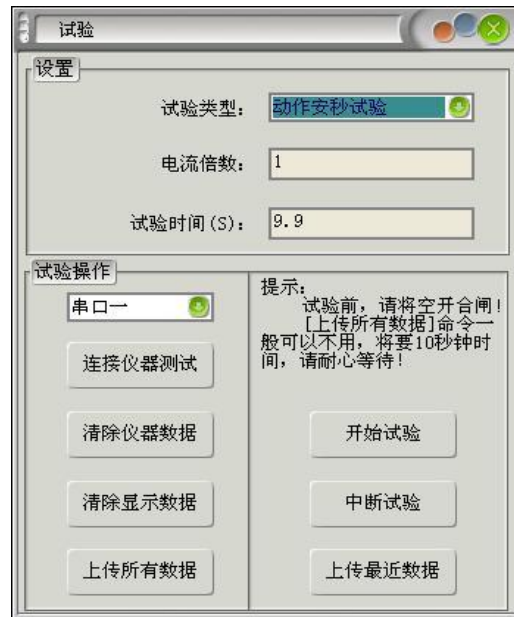 试验
设置
试验类型: 动作安秒试验
电流倍数: 1
试验时间(S): 9.9
试验操作
串口一
连接仪器测试
清除仪器数据
清除显示数据
上传所有数据
提示:
试验前，请将空开合闸!
[上传所有数据]命令一
般可以不用，将要10秒钟时
间，请耐心等待!
开始试验
中断试验
上传最近数据